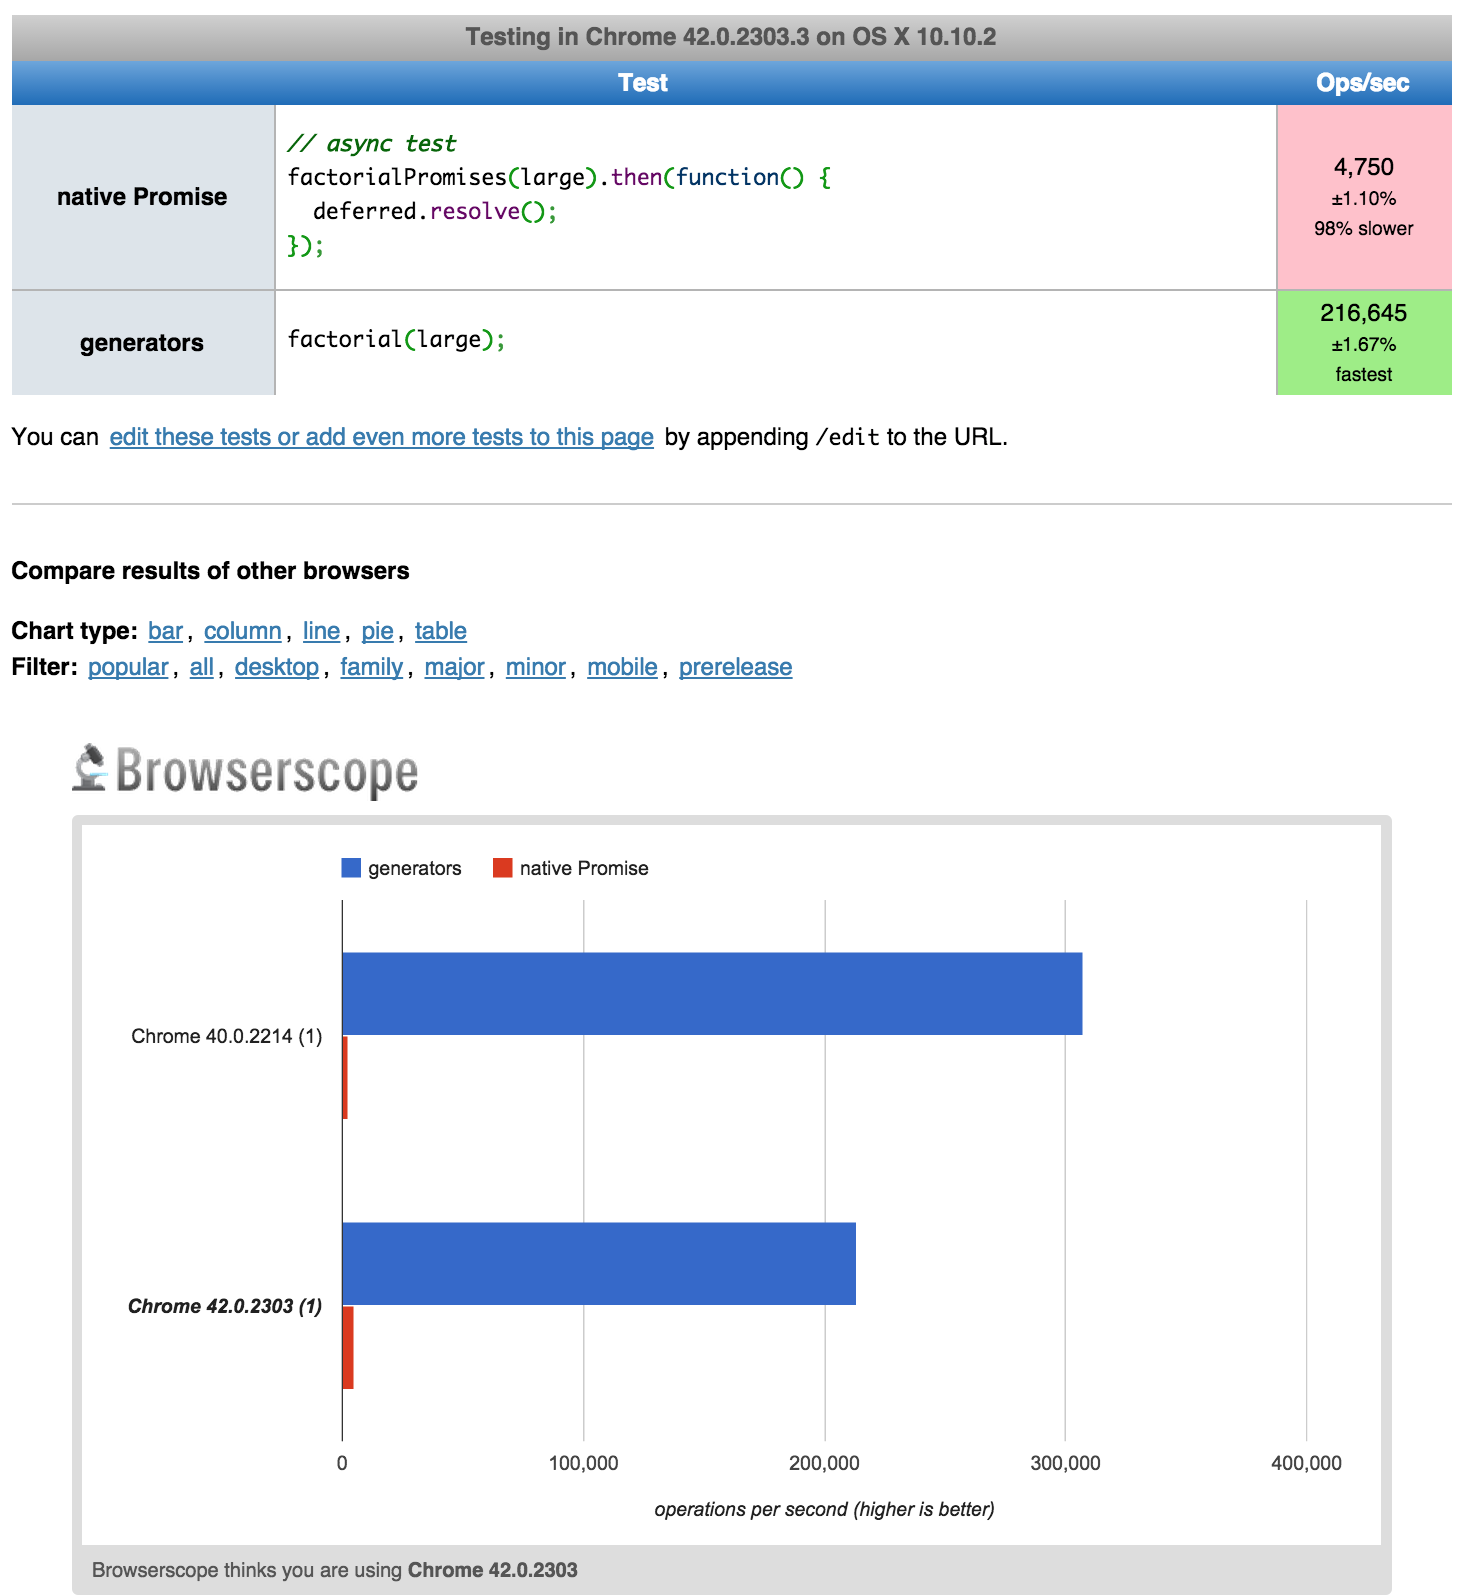 Testing in Chrome 42.0.2303.3 on OS X 10.10.2
Test Ops/sec
native Promise
// async test
factorialPromises(large).then(function() {
  deferred.resolve();
});
4,750
±1.10%
98% slower
generators
factorial(large);
216,645
±1.67%
fastest
You can edit these tests or add even more tests to this page by appending /edit to the URL.
Compare results of other browsers
Chart type: bar, column, line, pie, table
Filter: popular, all, desktop, family, major, minor, mobile, prerelease
Browserscope
generators native Promise
Chrome 40.0.2214 (1)
Chrome 42.0.2303 (1)
0 100,000 200,000 300,000 400,000
operations per second (higher is better)
Browserscope thinks you are using Chrome 42.0.2303